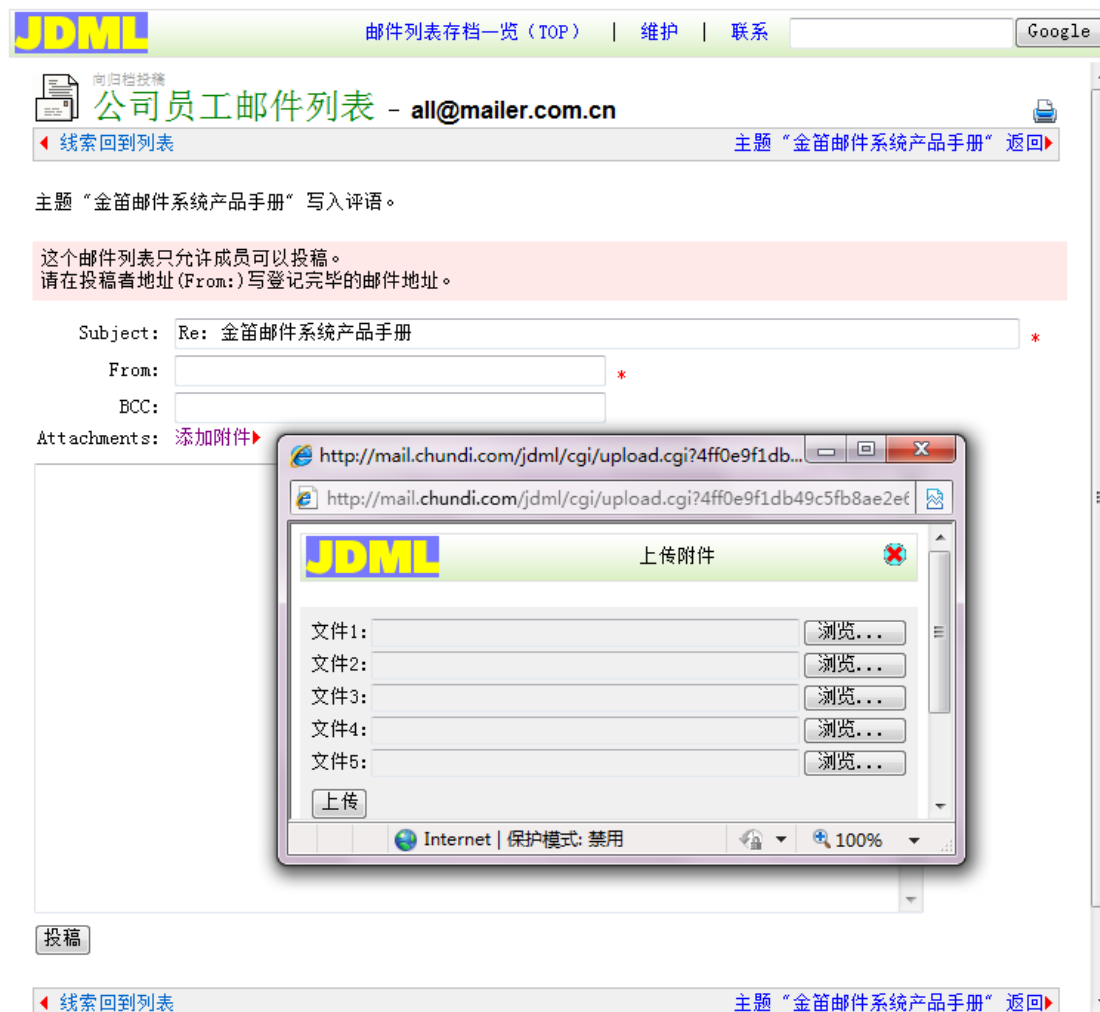 JDML 邮件列表存档一览(TOP) | 维护 | 联系 Google
向归档投稿
公司员工邮件列表 - all@mailer.com.cn
线索回到列表 主题 “金笛邮件系统产品手册” 返回
主题 “金笛邮件系统产品手册” 写入评语。
这个邮件列表只允许成员可以投稿。
请在投稿者地址(From:)写登记完毕的邮件地址。
Subject: Re: 金笛邮件系统产品手册 *
From: *
BCC:
Attachments: 添加附件
http://mail.chundi.com/jdml/cgi/upload.cgi?4ff0e9f1db...
http://mail.chundi.com/jdml/cgi/upload.cgi?4ff0e9f1db49c5fb8ae2e6
JDML 上传附件
文件1: 浏览...
文件2: 浏览...
文件3: 浏览...
文件4: 浏览...
文件5: 浏览...
上传
Internet | 保护模式: 禁用 100%
投稿
线索回到列表 主题 “金笛邮件系统产品手册” 返回